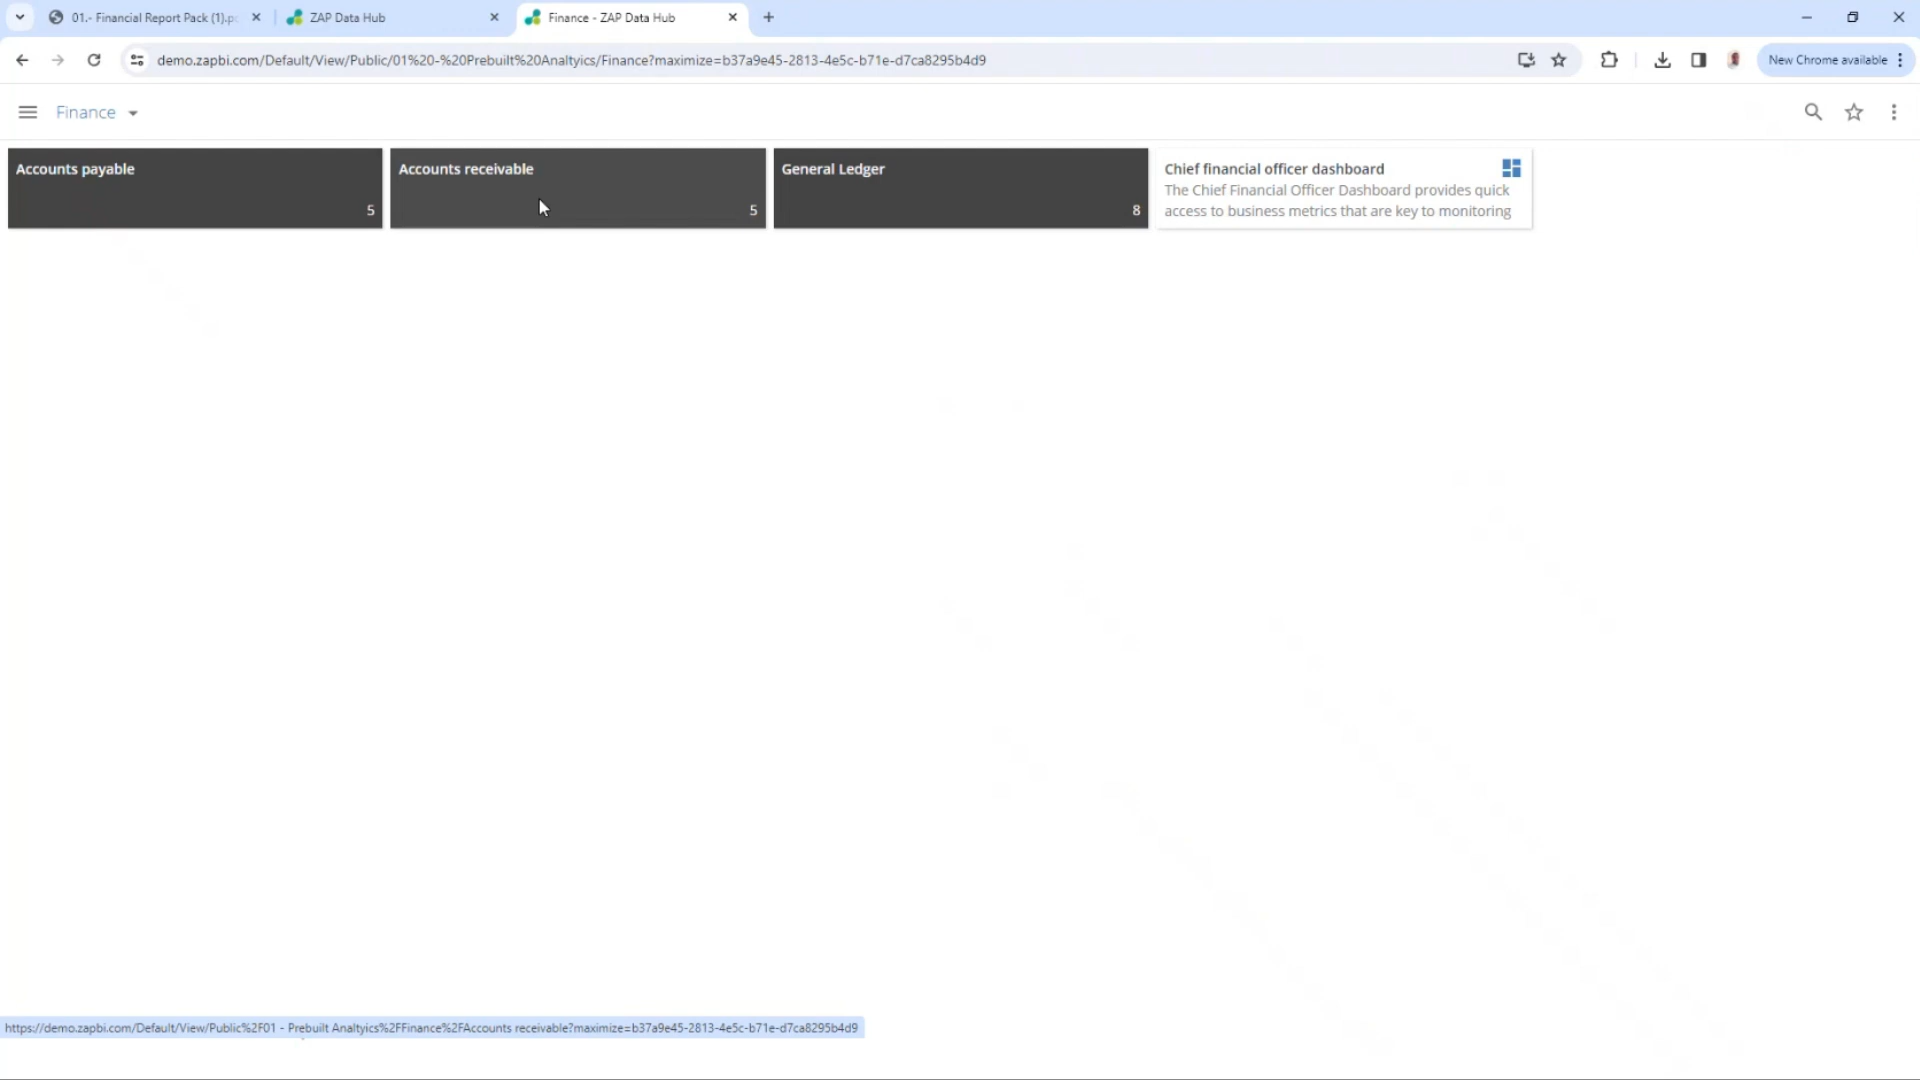 01.- Financial Report Pack (1).p
ZAP Data Hub
Finance - ZAP Data Hub
demo.zapbi.com/Default/View/Public/01%20-%20Prebuilt%20Analtyics/Finance?maximize=b37a9e45-2813-4e5c-b71e-d7ca8295b4d9
New Chrome available
Finance
Accounts payable
5
Accounts receivable
5
General Ledger
8
Chief financial officer dashboard
The Chief Financial Officer Dashboard provides quick
access to business metrics that are key to monitoring
https://demo.zapbi.com/Default/View/Public%2F01 - Prebuilt Analtyics%2FFinance%2FAccounts receivable?maximize=b37a9e45-2813-4e5c-b71e-d7ca8295b4d9